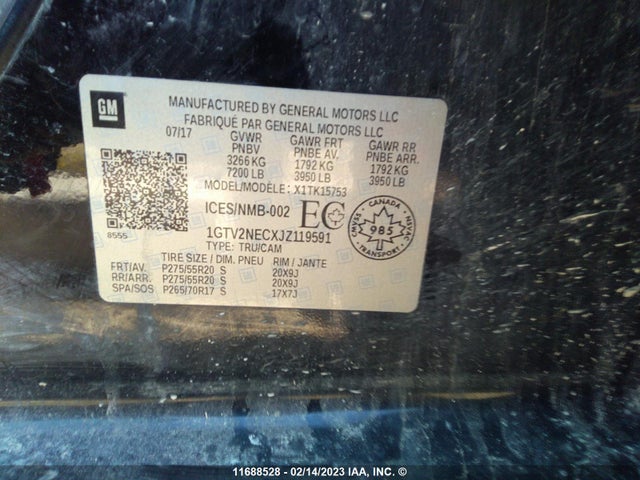 GM
MANUFACTURED BY GENERAL MOTORS LLC
FABRIQUÉ PAR GENERAL MOTORS LLC
07/17 GVWR GAWR FRT GAWR RR
PNBV PNBE AV. PNBE ARR.
3266 KG 1792 KG 1792 KG
7200 LB 3950 LB 3950 LB
MODEL/MODÈLE: X1TK15753
8555 ICES/NMB-002 EC
1GTV2NECXJZ119591
TYPE: TRU/CAM
CANADA
CMVSS 985 NSVAC
TRANSPORT
TIRE SIZE / DIM. PNEU RIM / JANTE
FRT/AV. P275/55R20 S 20X9J
RR/ARR. P275/55R20 S 20X9J
SPA/SOS P265/70R17 S 17X7J
11688528 - 02/14/2023 IAA, INC. ©